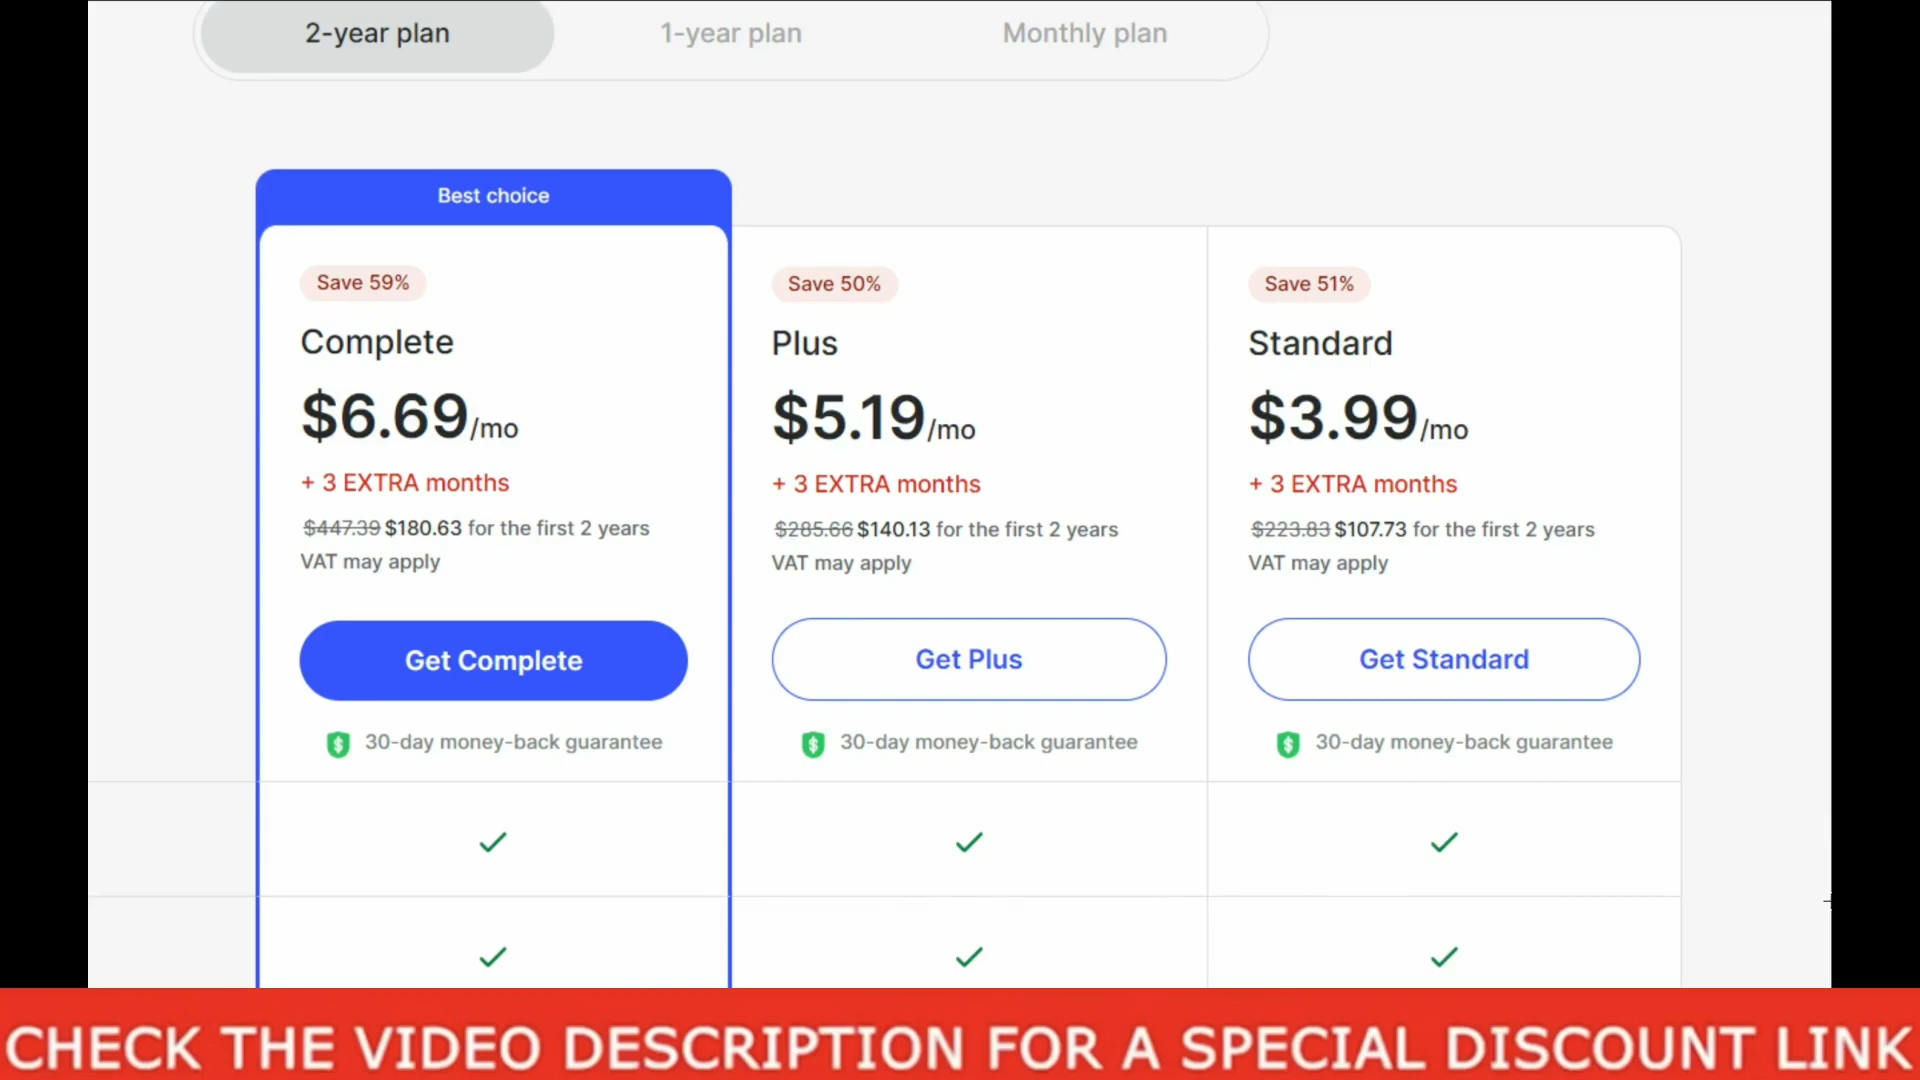 2-year plan
1-year plan
Monthly plan
Best choice
Save 59%
Complete
$6.69/mo
+ 3 EXTRA months
$447.39 $180.63 for the first 2 years
VAT may apply
Get Complete
30-day money-back guarantee
Save 50%
Plus
$5.19/mo
+ 3 EXTRA months
$285.66 $140.13 for the first 2 years
VAT may apply
Get Plus
30-day money-back guarantee
Save 51%
Standard
$3.99/mo
+ 3 EXTRA months
$223.83 $107.73 for the first 2 years
VAT may apply
Get Standard
30-day money-back guarantee
CHECK THE VIDEO DESCRIPTION FOR A SPECIAL DISCOUNT LINK